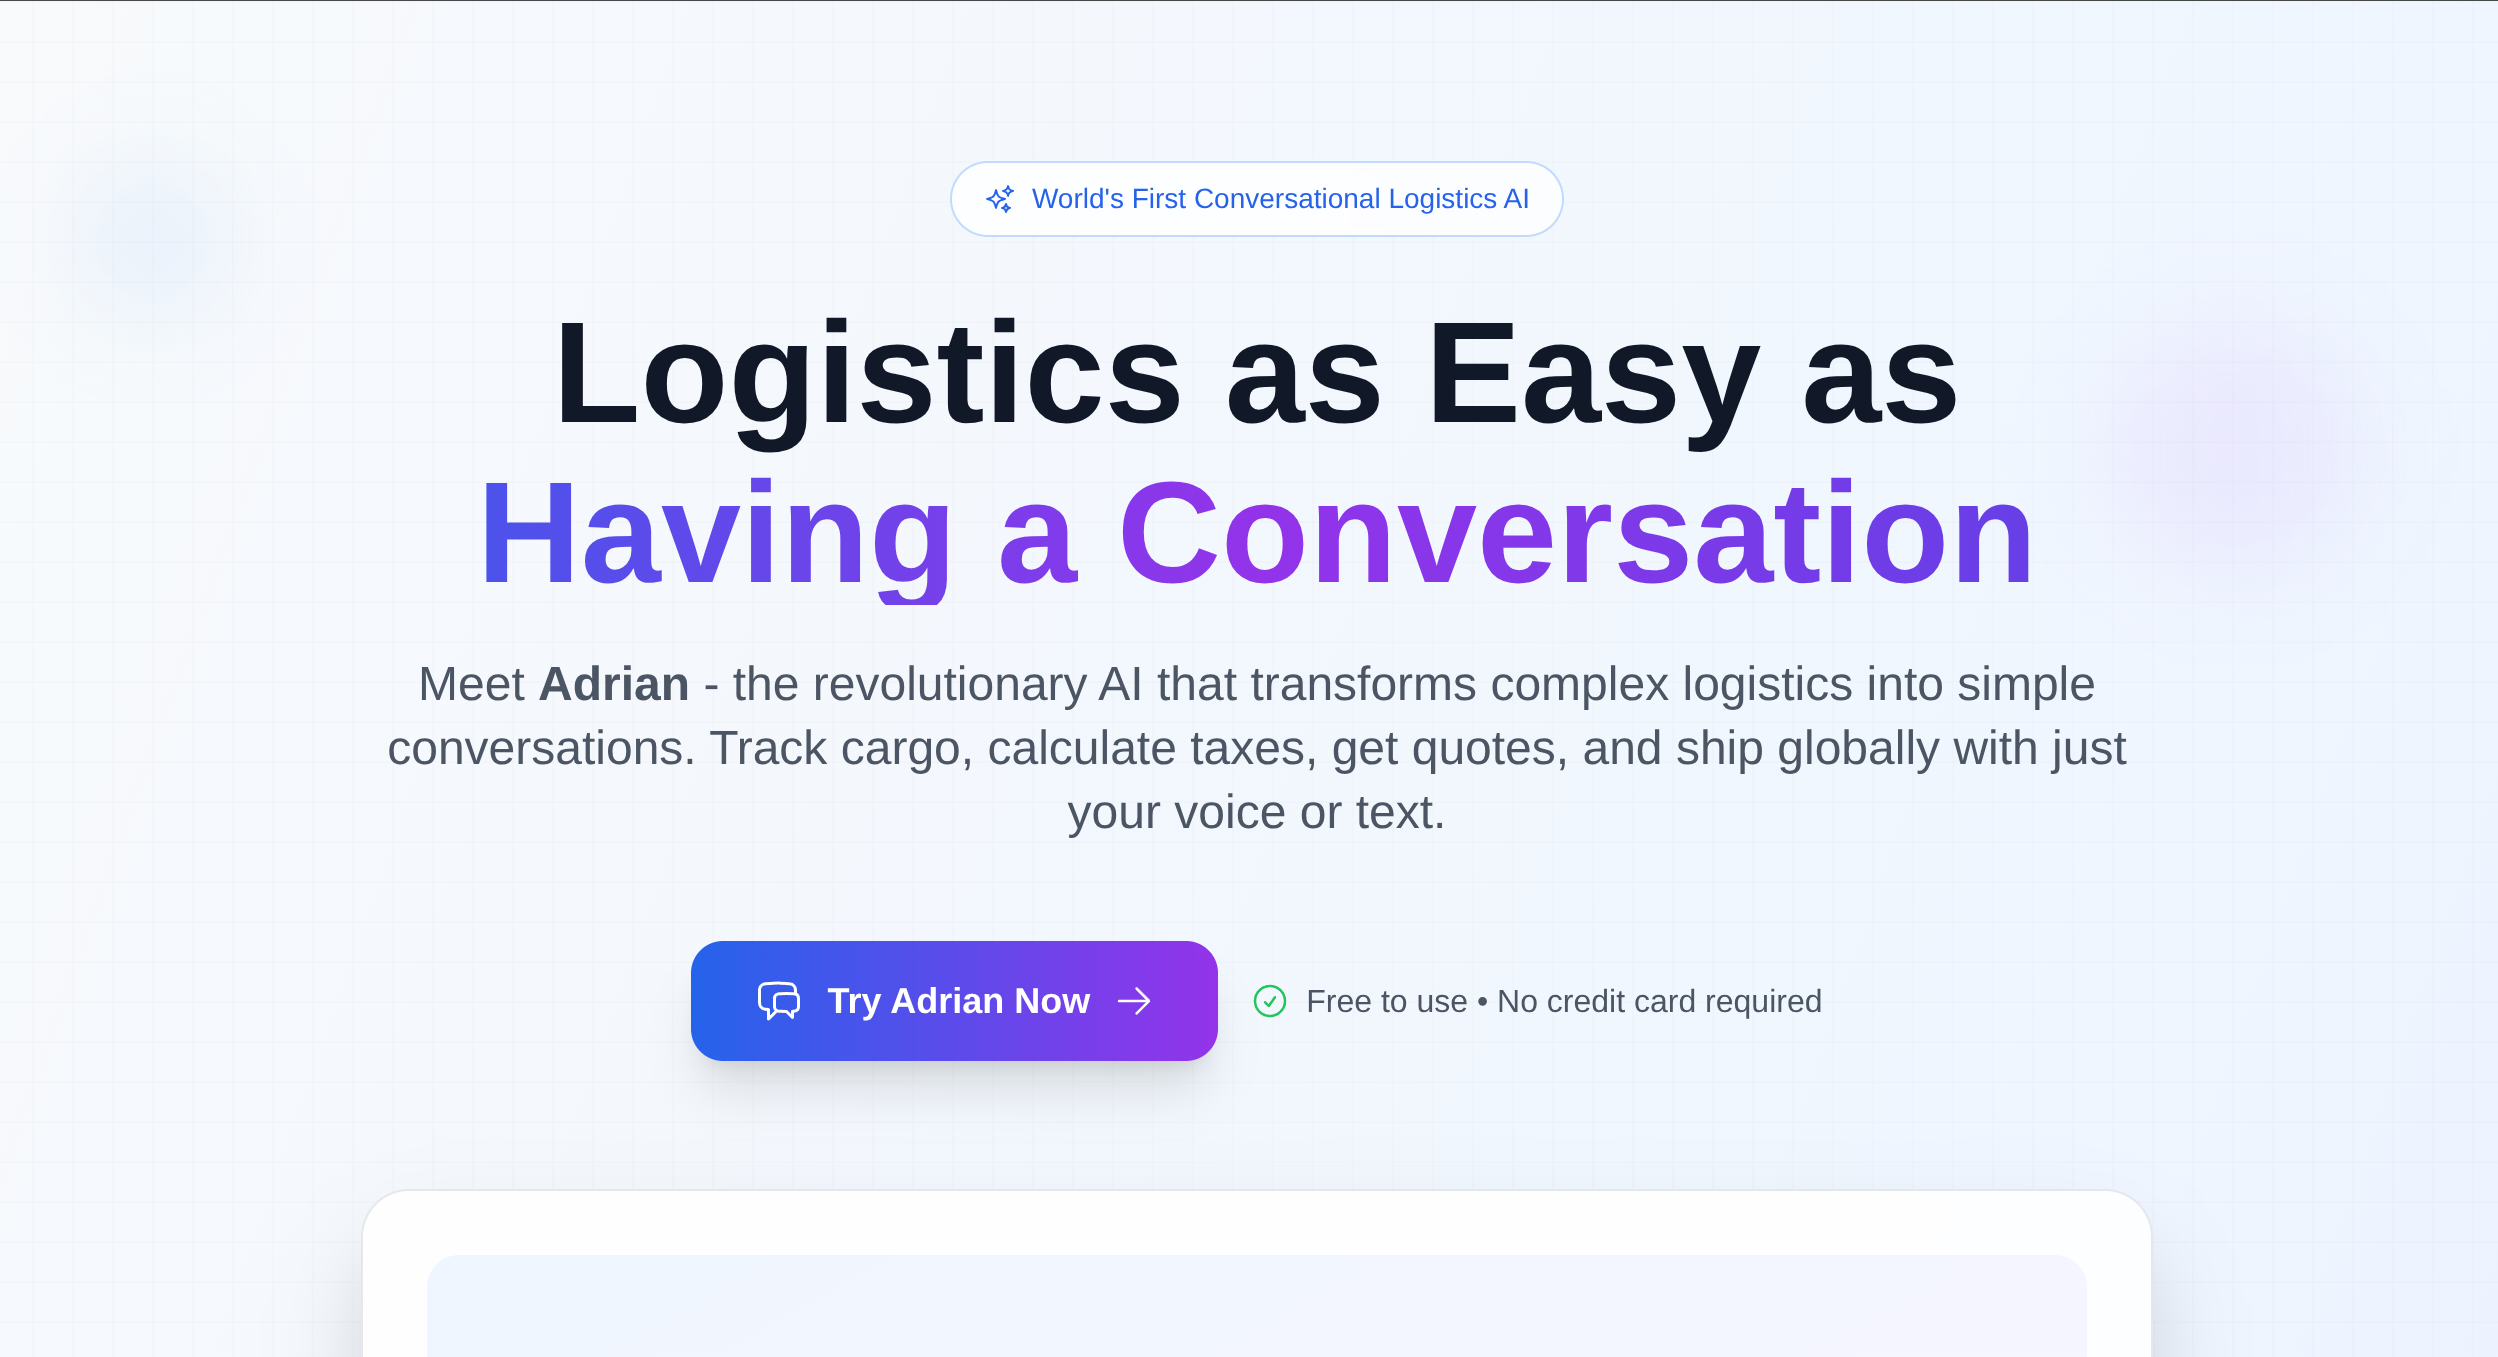 World's First Conversational Logistics AI
Logistics as Easy as
Having a Conversation
Meet Adrian - the revolutionary AI that transforms complex logistics into simple
conversations. Track cargo, calculate taxes, get quotes, and ship globally with just
your voice or text.
Try Adrian Now
Free to use • No credit card required